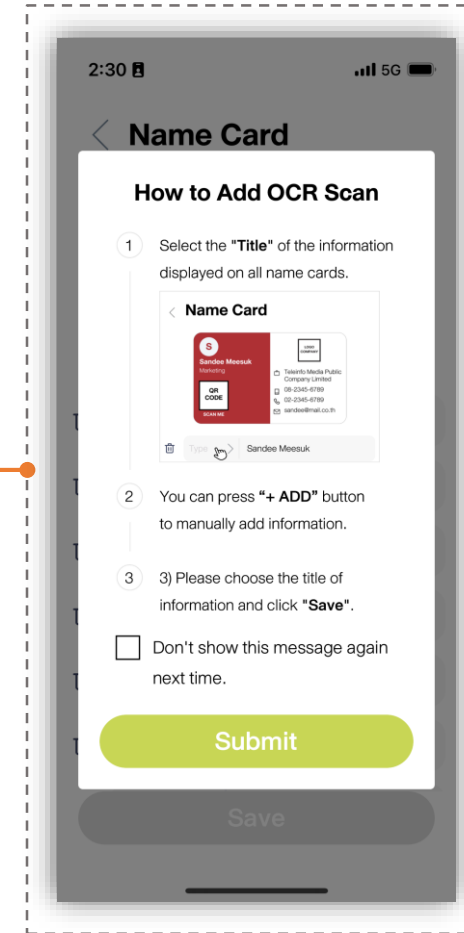 2:30
5G
Name Card
How to Add OCR Scan
1
Select the "Title" of the information
displayed on all name cards.
Name Card
S
Sandee Meesuk
Marketing
QR
CODE
SCAN ME
LOGO
COMPANY
Teleinfo Media Public
Company Limited
08-2345-6789
02-2345-6789
sandee@mail.co.th
Type
Sandee Meesuk
2
You can press “+ ADD” button
to manually add information.
3
3) Please choose the title of
information and click "Save".
Don't show this message again
next time.
Submit
Save